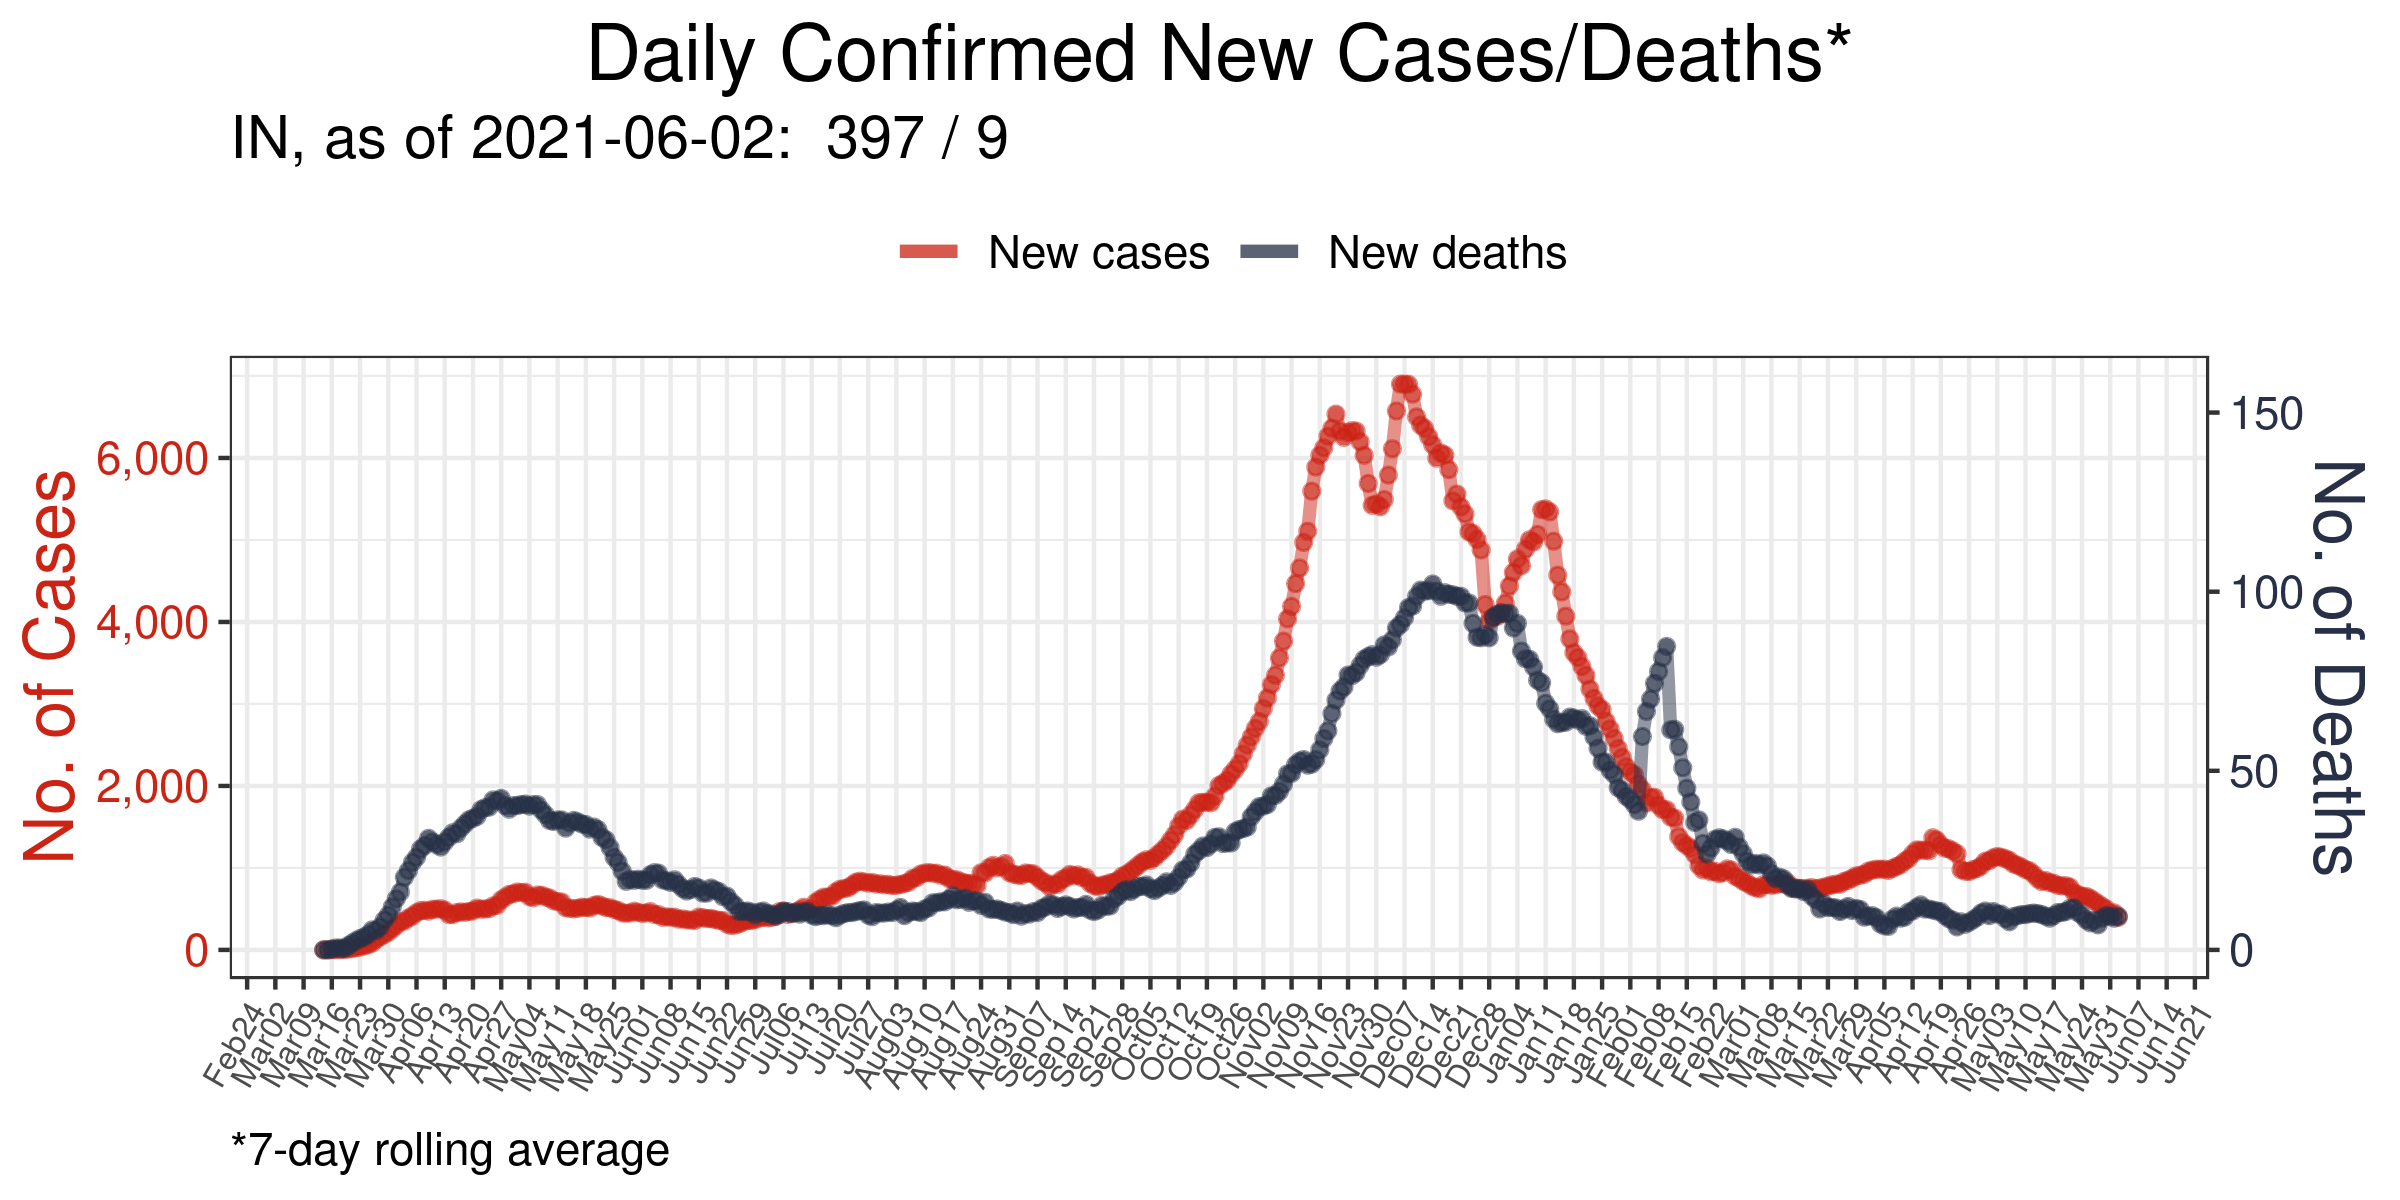 Daily Confirmed New Cases/Deaths*
IN, as of 2021-06-02:  397 / 9
New cases
New deaths
No. of Cases
6,000
4,000
2,000
0
150
100
50
0
No. of Deaths
Feb24
Mar02
Mar09
Mar16
Mar23
Mar30
Apr06
Apr13
Apr20
Apr27
May04
May11
May18
May25
Jun01
Jun08
Jun15
Jun22
Jun29
Jul06
Jul13
Jul20
Jul27
Aug03
Aug10
Aug17
Aug24
Aug31
Sep07
Sep14
Sep21
Sep28
Oct05
Oct12
Oct19
Oct26
Nov02
Nov09
Nov16
Nov23
Nov30
Dec07
Dec14
Dec21
Dec28
Jan04
Jan11
Jan18
Jan25
Feb01
Feb08
Feb15
Feb22
Mar01
Mar08
Mar15
Mar22
Mar29
Apr05
Apr12
Apr19
Apr26
May03
May10
May17
May24
May31
Jun07
Jun14
Jun21
*7-day rolling average